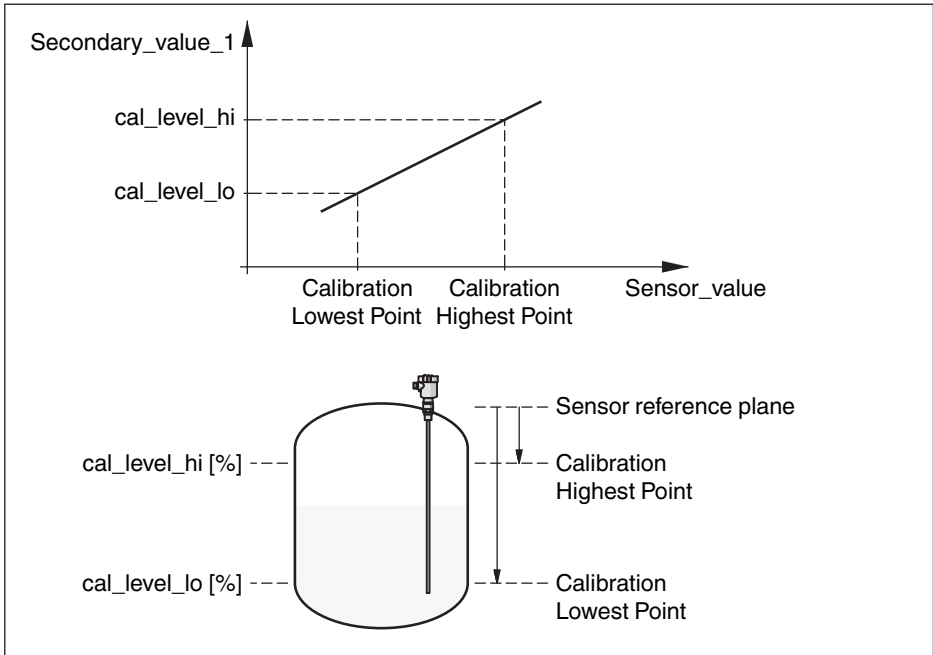 Secondary_value_1
cal_level_hi
cal_level_lo
Calibration
Lowest Point
Calibration
Highest Point
Sensor_value
Sensor reference plane
cal_level_hi [%]
Calibration
Highest Point
cal_level_lo [%]
Calibration
Lowest Point